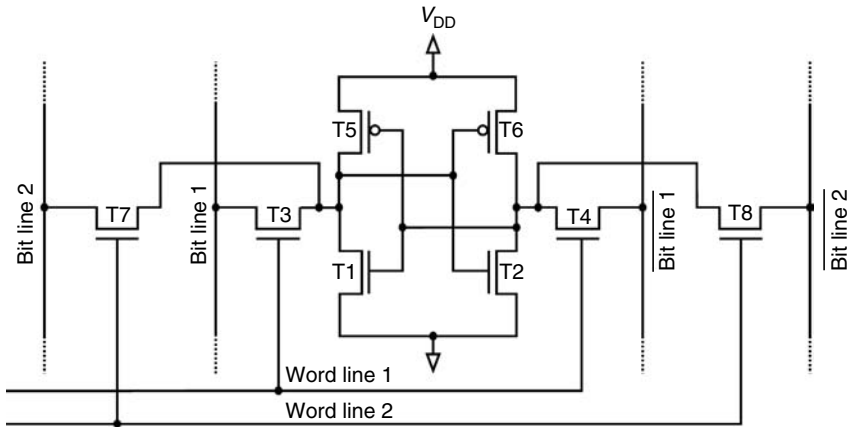 VDD
T5
T6
Bit line 2
T7
Bit line 1
T3
T4
Bit line 1
T8
Bit line 2
T1
T2
Word line 1
Word line 2